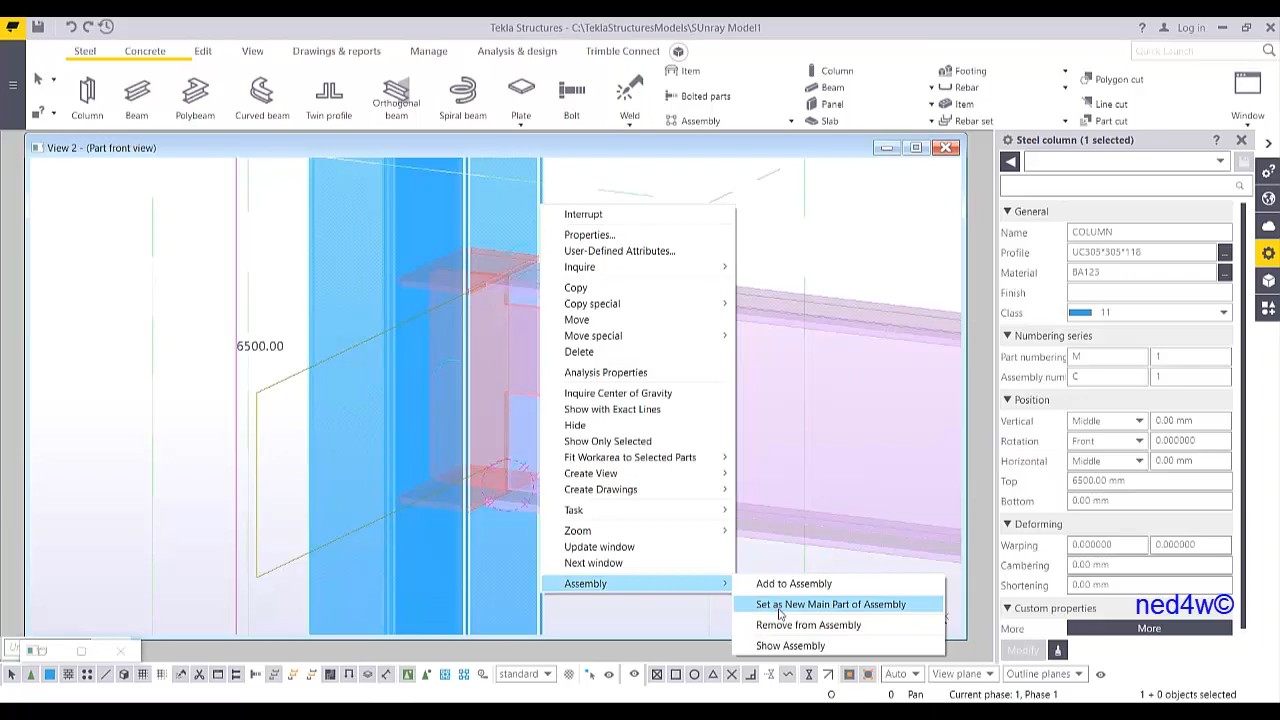 Tekla Structures - C:\TeklaStructuresModels\SUnray Model1
Log in
Steel Concrete Edit View Drawings & reports Manage Analysis & design Trimble Connect
Quick Launch
Column Beam Polybeam Curved beam Twin profile Orthogonal beam Spiral beam Plate Bolt Weld
Item
Bolted parts
Assembly
Column
Beam
Panel
Slab
Footing
Rebar
Item
Rebar set
Polygon cut
Line cut
Part cut
Window
View 2 - (Part front view)
6500.00
Interrupt
Properties...
User-Defined Attributes...
Inquire
Copy
Copy special
Move
Move special
Delete
Analysis Properties
Inquire Center of Gravity
Show with Exact Lines
Hide
Show Only Selected
Fit Workarea to Selected Parts
Create View
Create Drawings
Task
Zoom
Update window
Next window
Assembly
Add to Assembly
Set as New Main Part of Assembly
Remove from Assembly
Show Assembly
Steel column (1 selected)
General
Name COLUMN
Profile UC305*305*118 ...
Material BA123 ...
Finish
Class 11
Numbering series
Part numbering M 1
Assembly num C 1
Position
Vertical Middle 0.00 mm
Rotation Front 0.000000
Horizontal Middle 0.00 mm
Top 6500.00 mm
Bottom 0.00 mm
Deforming
Warping 0.000000 0.000000
Cambering 0.00 mm
Shortening 0.00 mm
Custom properties
ned4w©
More More
Modify
standard
Auto View plane Outline planes
O 0 Pan Current phase: 1, Phase 1 1 + 0 objects selected